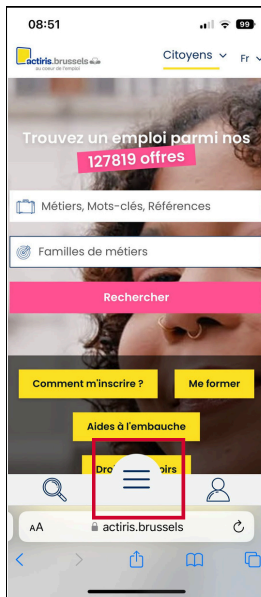 08:51
99
actiris.brussels
au coeur de l'emploi
Citoyens
Fr
Trouvez un emploi parmi nos
127819 offres
Métiers, Mots-clés, Références
Familles de métiers
Rechercher
Comment m'inscrire ?
Me former
Aides à l'embauche
AA
actiris.brussels